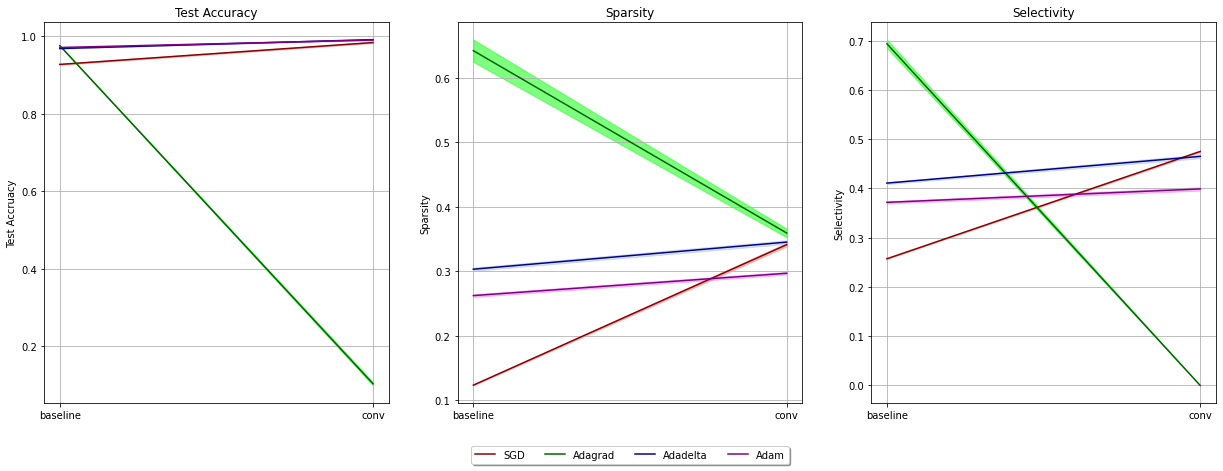 Test Accuracy
Sparsity
Selectivity
Test Accruacy
1.0
0.8
0.6
0.4
0.2
baseline
conv
Sparsity
0.6
0.5
0.4
0.3
0.2
0.1
baseline
conv
Selectivity
0.7
0.6
0.5
0.4
0.3
0.2
0.1
0.0
baseline
conv
SGD Adagrad Adadelta Adam